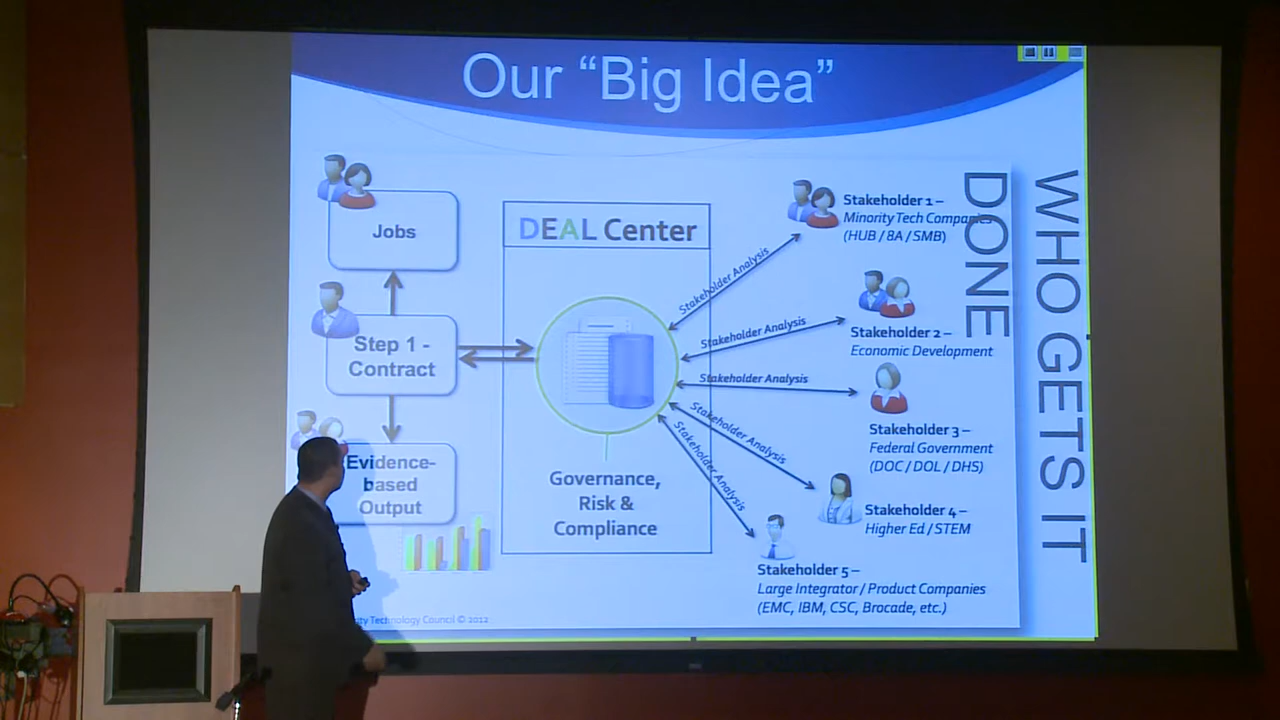 Our “Big Idea”
Jobs
Step 1 -
Contract
Evidence-
based
Output
DEAL Center
Governance,
Risk &
Compliance
Stakeholder Analysis
Stakeholder Analysis
Stakeholder Analysis
Stakeholder Analysis
Stakeholder Analysis
Stakeholder 1 –
Minority Tech Companies
(HUB / 8A / SMB)
Stakeholder 2 –
Economic Development
Stakeholder 3 –
Federal Government
(DOC / DOL / DHS)
Stakeholder 4 –
Higher Ed / STEM
Stakeholder 5 –
Large Integrator / Product Companies
(EMC, IBM, CSC, Brocade, etc.)
WHO GETS IT
DONE
Technology Council © 2012